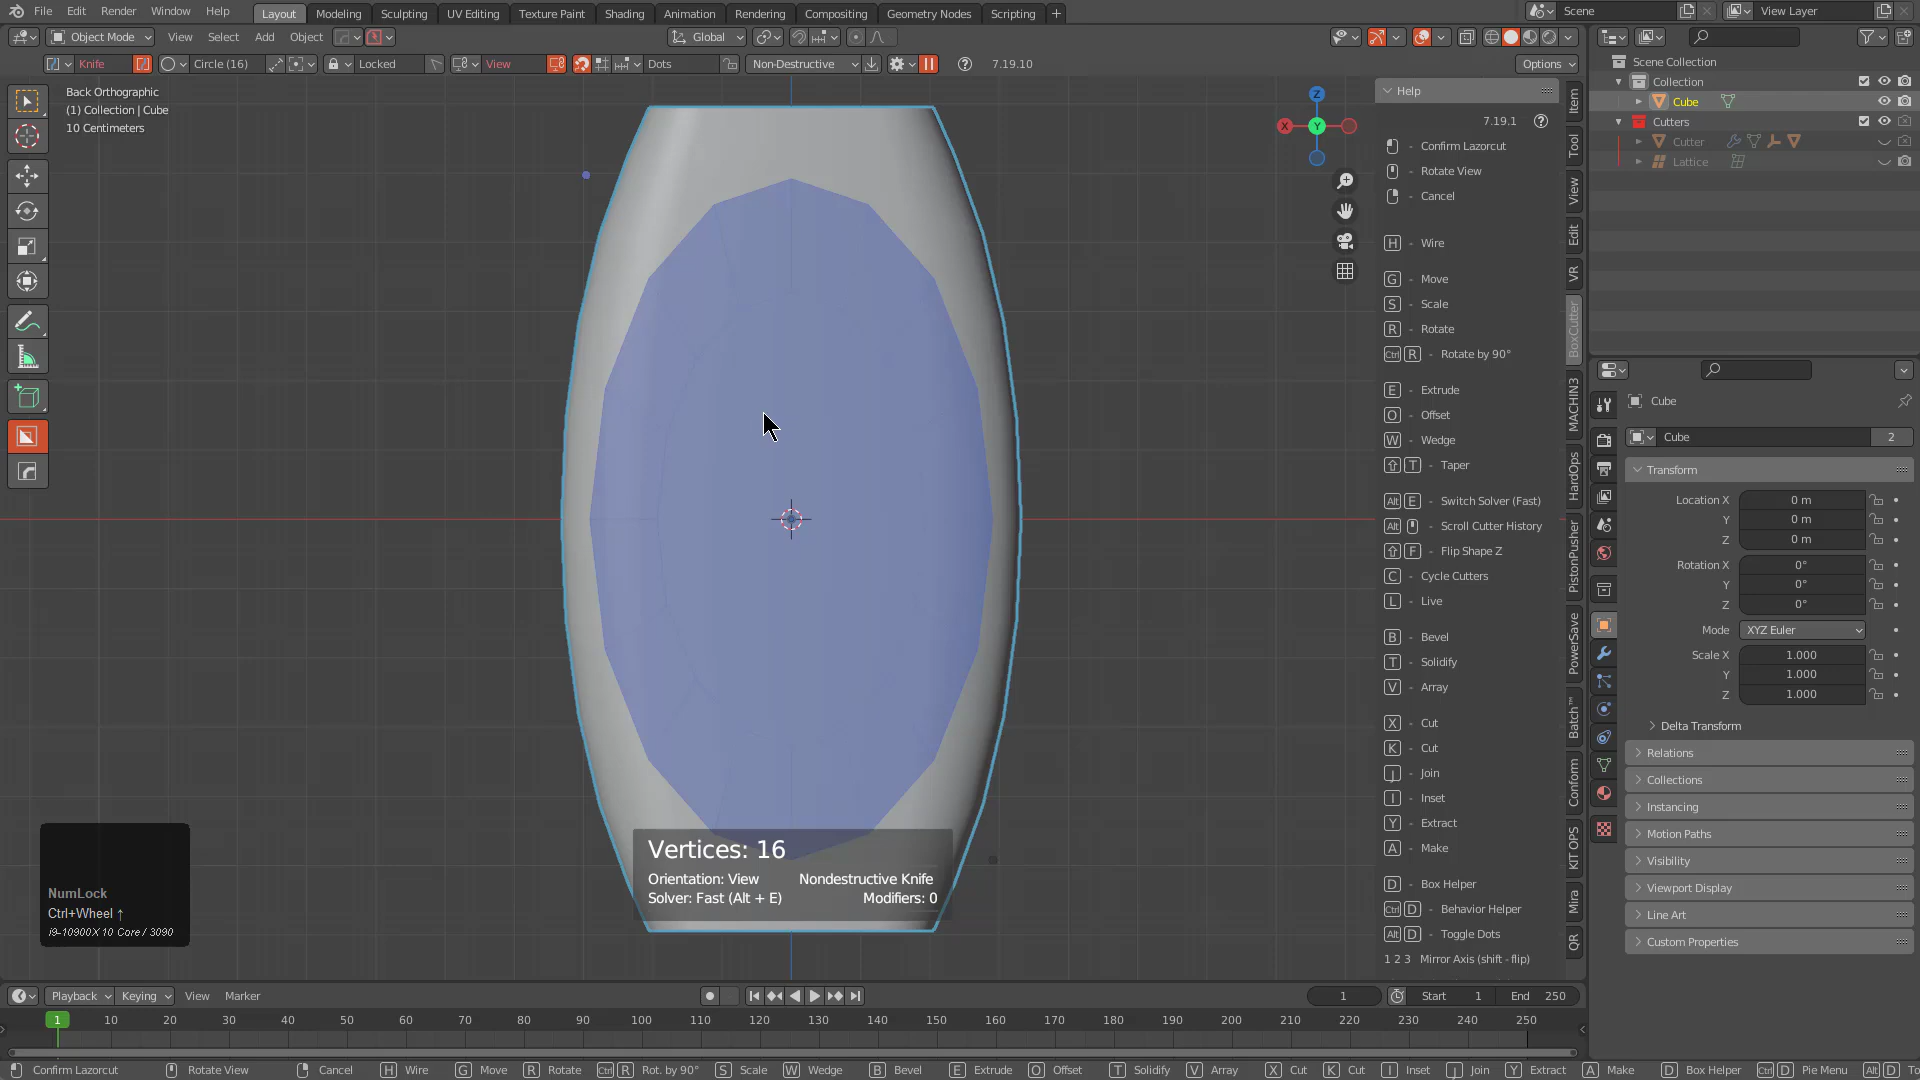 File Edit Render Window Help Layout Modeling Sculpting UV Editing Texture Paint Shading Animation Rendering Compositing Geometry Nodes Scripting + Scene View Layer
Object Mode View Select Add Object Global
Knife Circle (16) Locked View Dots Non-Destructive 7.19.10 Options
Back Orthographic
(1) Collection | Cube
10 Centimeters
Z
X Y
Help
7.19.1
Confirm Lazorcut
Rotate View
Cancel
H - Wire
G - Move
S - Scale
R - Rotate
Ctrl R - Rotate by 90°
E - Extrude
O - Offset
W - Wedge
T - Taper
Alt E - Switch Solver (Fast)
Alt - Scroll Cutter History
F - Flip Shape Z
C - Cycle Cutters
L - Live
B - Bevel
T - Solidify
V - Array
X - Cut
K - Cut
J - Join
I - Inset
Y - Extract
A - Make
D - Box Helper
Ctrl D - Behavior Helper
Alt D - Toggle Dots
1 2 3 Mirror Axis (shift - flip)
Item
Tool
View
Edit
VR
BoxCutter
MACHIN3
HardOps
PistonPusher
PowerSave
Batch™
Conform
KIT OPS
Mira
QR
Scene Collection
Collection
Cube
Cutters
Cutter
Lattice
Cube
Cube 2
Transform
Location X 0 m
Y 0 m
Z 0 m
Rotation X 0°
Y 0°
Z 0°
Mode XYZ Euler
Scale X 1.000
Y 1.000
Z 1.000
Delta Transform
Relations
Collections
Instancing
Motion Paths
Visibility
Viewport Display
Line Art
Custom Properties
Vertices: 16
Orientation: View Nondestructive Knife
Solver: Fast (Alt + E) Modifiers: 0
NumLock
Ctrl+Wheel ↑
i9-10900X 10 Core / 3090
Playback Keying View Marker 1 Start 1 End 250
1 10 20 30 40 50 60 70 80 90 100 110 120 130 140 150 160 170 180 190 200 210 220 230 240 250
Confirm Lazorcut Rotate View Cancel H Wire G Move R Rotate Ctrl R Rot. by 90° S Scale W Wedge B Bevel E Extrude O Offset T Solidify V Array X Cut K Cut I Inset J Join Y Extract A Make D Box Helper Ctrl D Pie Menu Alt D To